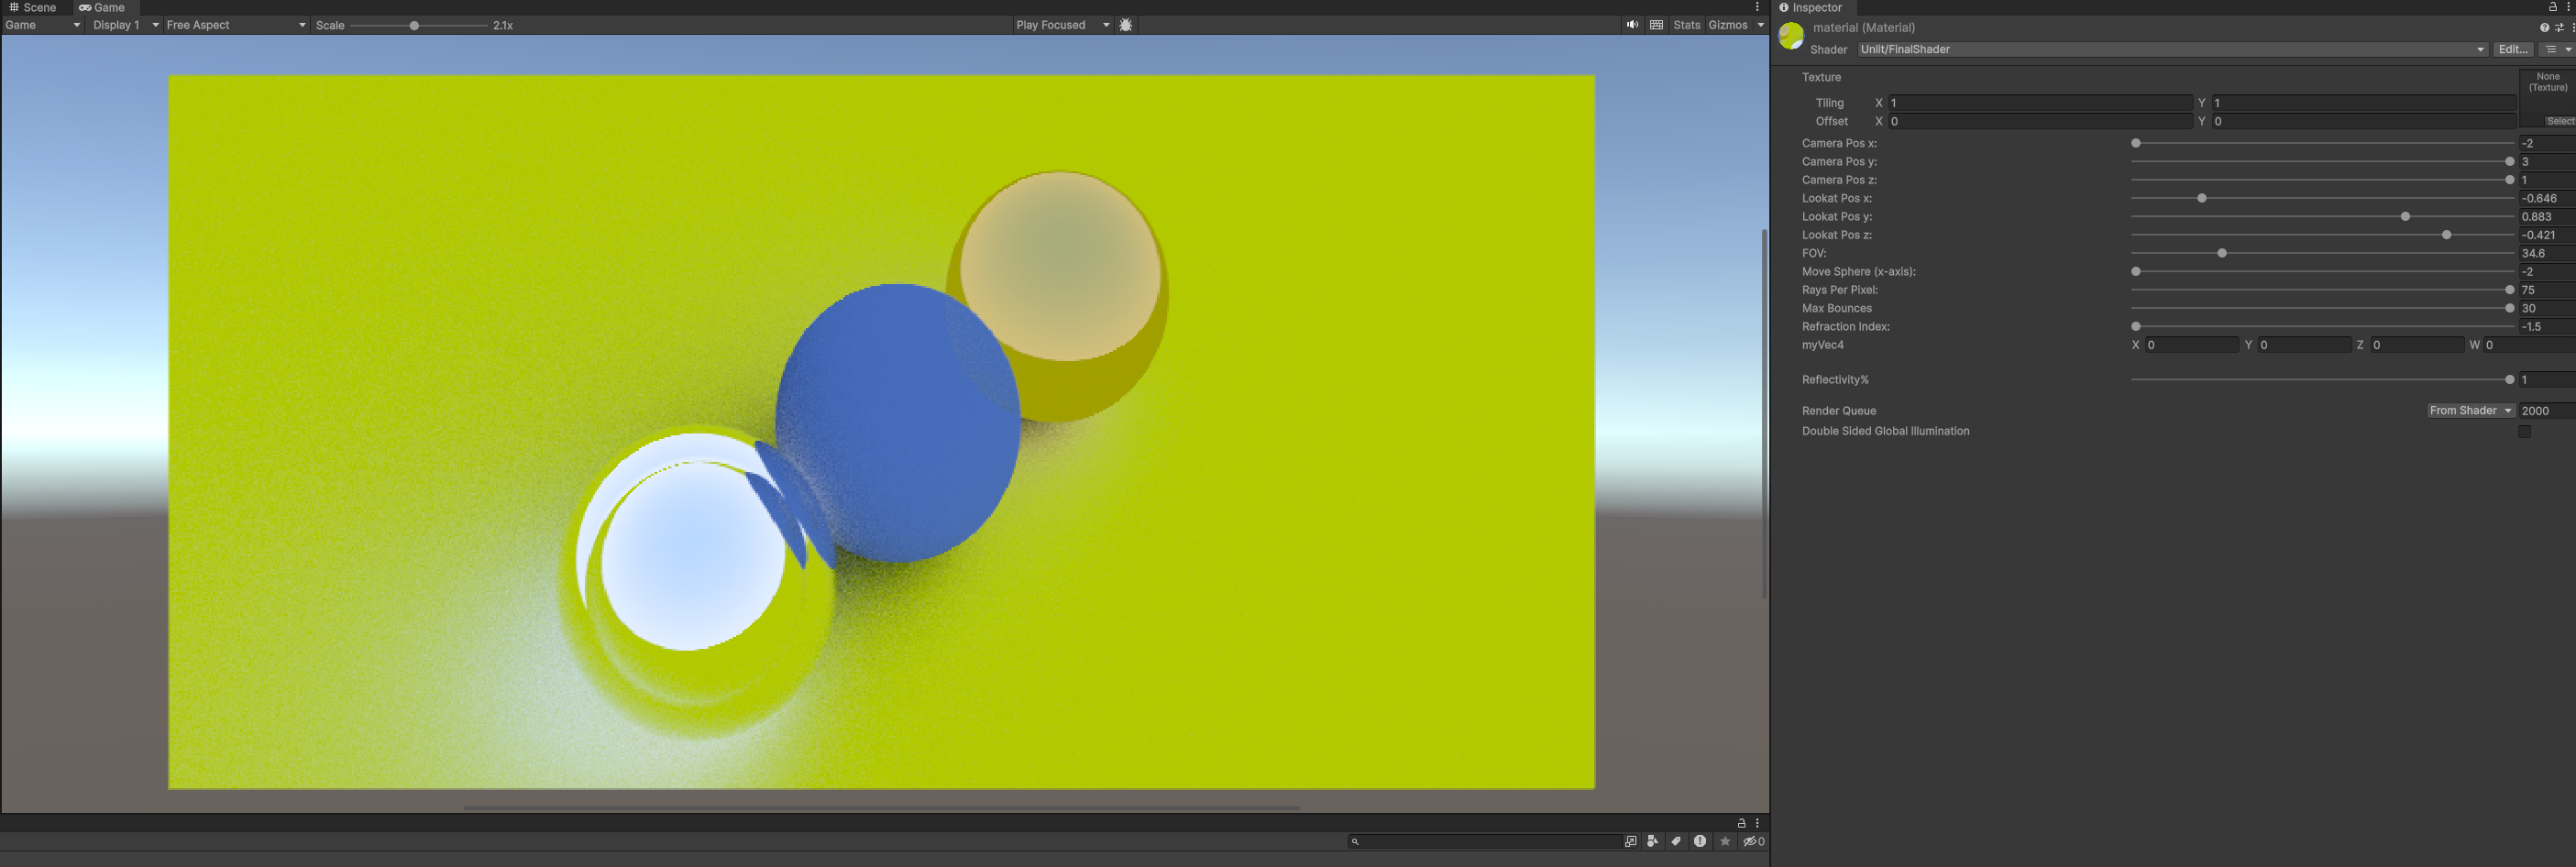 Scene Game
Game Display 1 Free Aspect Scale 2.1x Play Focused Stats Gizmos
0
Inspector
material (Material)
Shader Unlit/FinalShader Edit...
Texture
None
(Texture)
Select
Tiling X 1 Y 1
Offset X 0 Y 0
Camera Pos x: -2
Camera Pos y: 3
Camera Pos z: 1
Lookat Pos x: -0.646
Lookat Pos y: 0.883
Lookat Pos z: -0.421
FOV: 34.6
Move Sphere (x-axis): -2
Rays Per Pixel: 75
Max Bounces 30
Refraction Index: -1.5
myVec4 X 0 Y 0 Z 0 W 0
Reflectivity% 1
Render Queue From Shader 2000
Double Sided Global Illumination